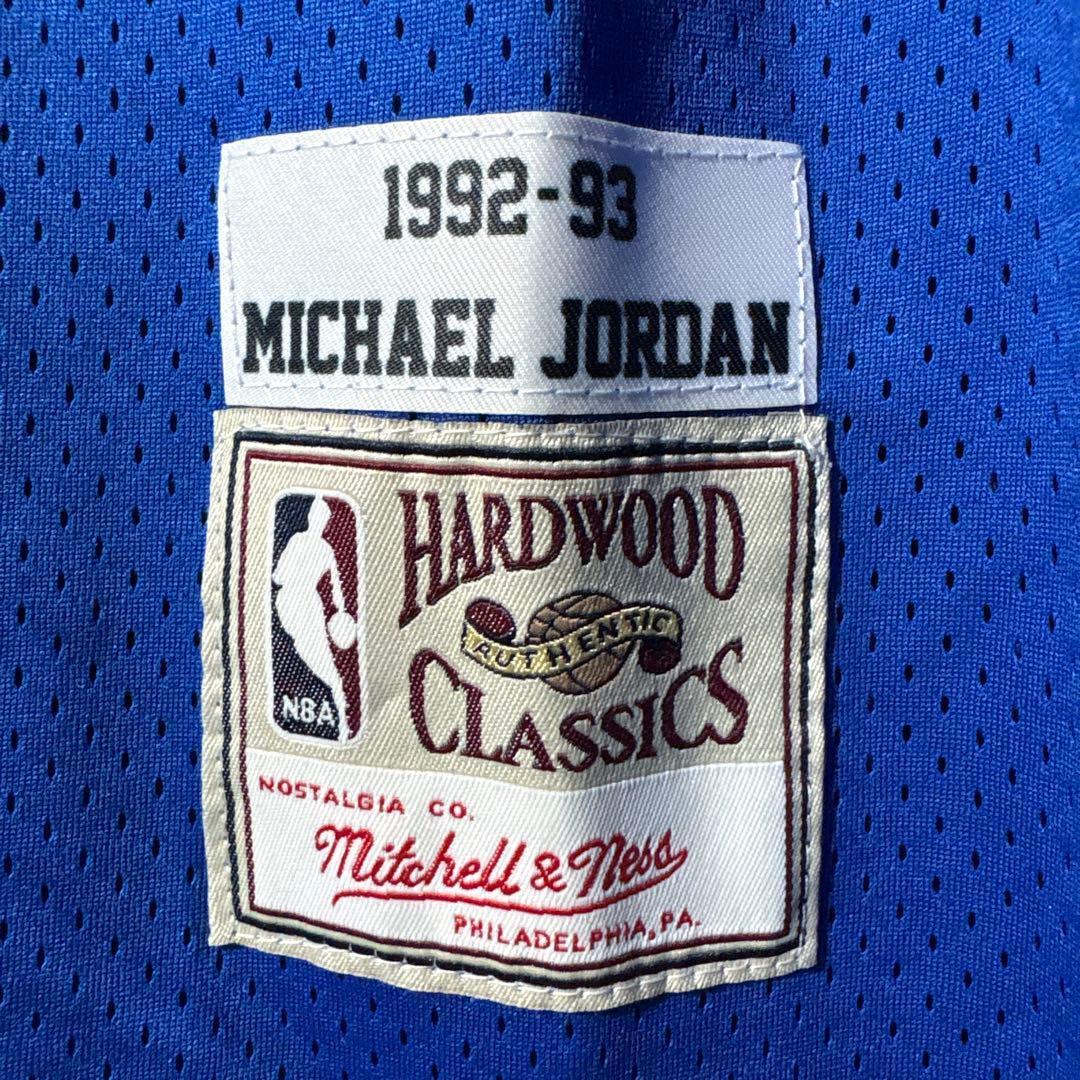 1992-93
MICHAEL JORDAN
HARDWOOD
AUTHENTIC
CLASSICS
NBA
NOSTALGIA CO.
Mitchell & Ness
PHILADELPHIA, PA.